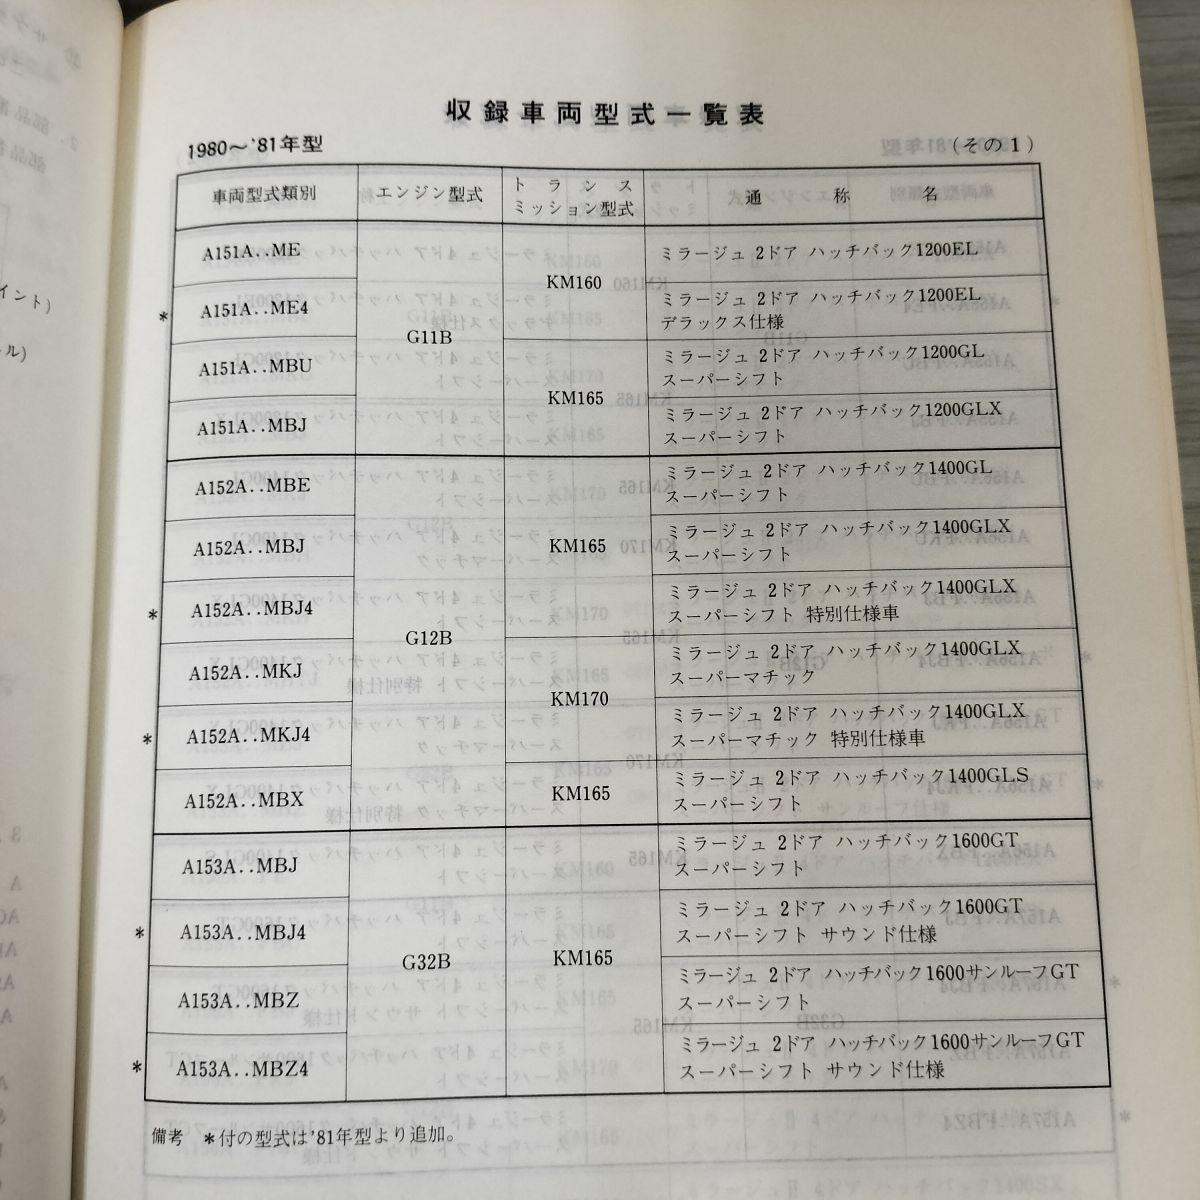 収録車両型式一覧表
1980〜'81年型
(その1)
車両型式類別 エンジン型式 トランスミッション型式 通称名
A151A..ME G11B KM160 ミラージュ 2ドア ハッチバック1200EL
* A151A..ME4 ミラージュ 2ドア ハッチバック1200EL
デラックス仕様
A151A..MBU KM165 ミラージュ 2ドア ハッチバック1200GL
スーパーシフト
A151A..MBJ ミラージュ 2ドア ハッチバック1200GLX
スーパーシフト
A152A..MBE G12B KM165 ミラージュ 2ドア ハッチバック1400GL
スーパーシフト
A152A..MBJ ミラージュ 2ドア ハッチバック1400GLX
スーパーシフト
* A152A..MBJ4 ミラージュ 2ドア ハッチバック1400GLX
スーパーシフト 特別仕様車
A152A..MKJ KM170 ミラージュ 2ドア ハッチバック1400GLX
スーパーマチック
* A152A..MKJ4 ミラージュ 2ドア ハッチバック1400GLX
スーパーマチック 特別仕様車
A152A..MBX KM165 ミラージュ 2ドア ハッチバック1400GLS
スーパーシフト
A153A..MBJ G32B KM165 ミラージュ 2ドア ハッチバック1600GT
スーパーシフト
* A153A..MBJ4 ミラージュ 2ドア ハッチバック1600GT
スーパーシフト サウンド仕様
A153A..MBZ ミラージュ 2ドア ハッチバック1600サンルーフGT
スーパーシフト
* A153A..MBZ4 ミラージュ 2ドア ハッチバック1600サンルーフGT
スーパーシフト サウンド仕様
備考 *付の型式は'81年型より追加。